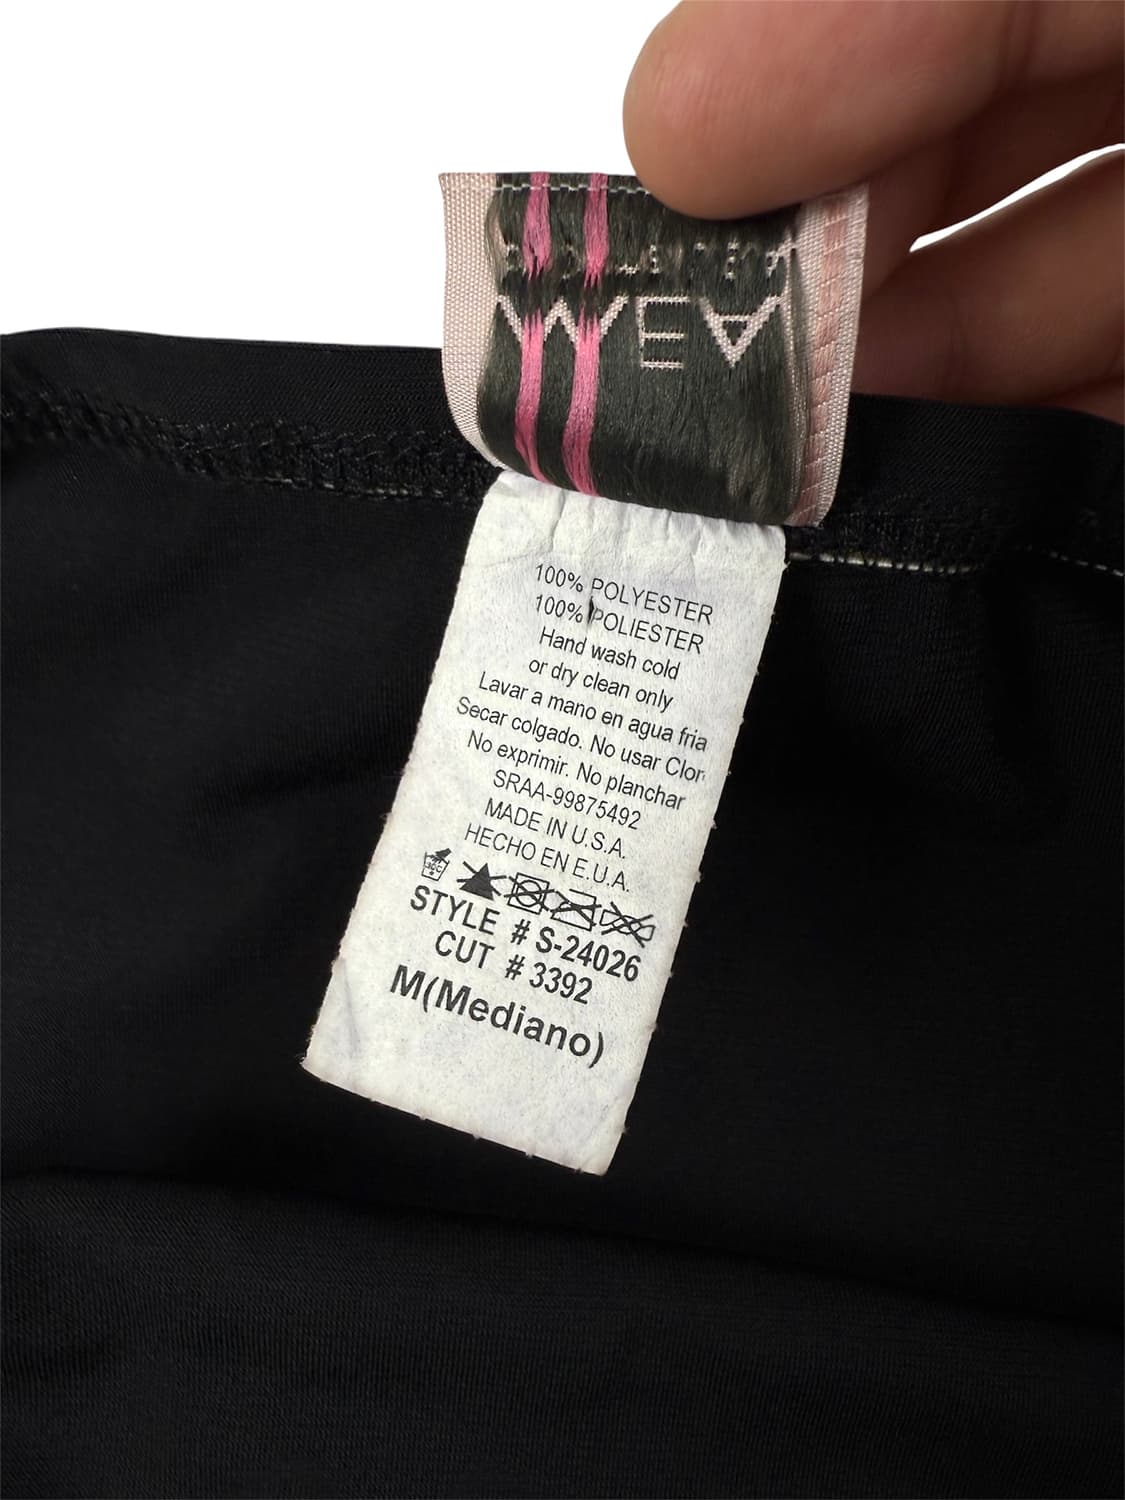 WEA
100% POLYESTER
100% POLIESTER
Hand wash cold
or dry clean only
Lavar a mano en agua fria
Secar colgado. No usar Clor
No exprimir. No planchar
SRAA-99875492
MADE IN U.S.A.
HECHO EN E.U.A.
STYLE # S-24026
CUT # 3392
M(Mediano)